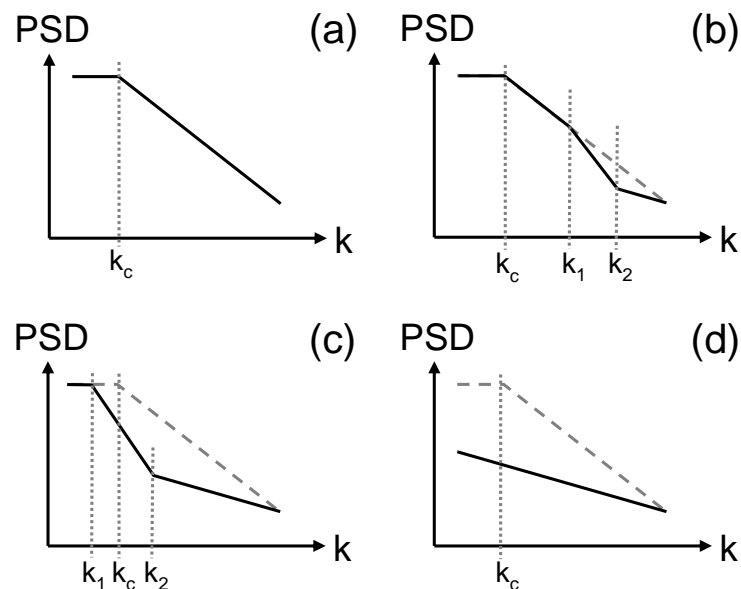 PSD (a)
k
k_c
PSD (b)
k
k_c k_1 k_2
PSD (c)
k
k_1 k_c k_2
PSD (d)
k
k_c